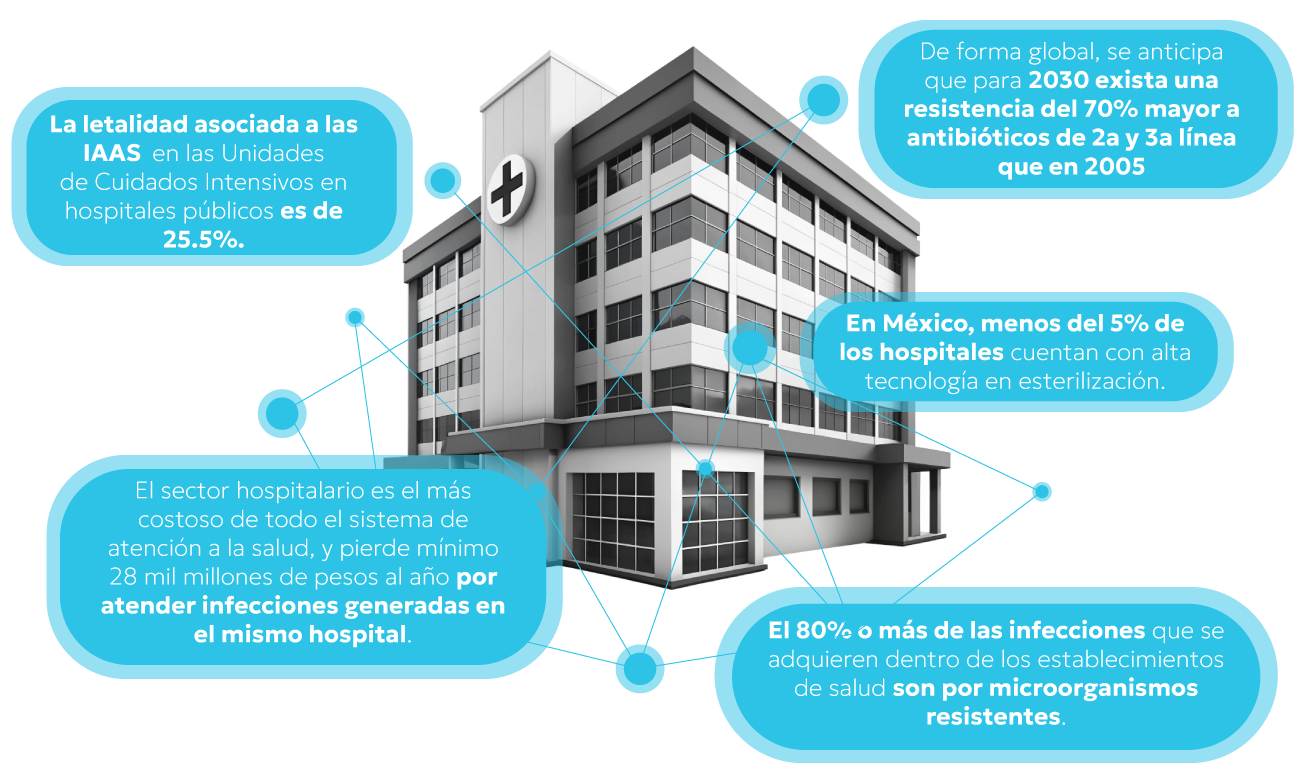 La letalidad asociada a las
IAAS en las Unidades
de Cuidados Intensivos en
hospitales públicos es de
25.5%.
De forma global, se anticipa
que para 2030 exista una
resistencia del 70% mayor a
antibióticos de 2a y 3a línea
que en 2005
En México, menos del 5% de
los hospitales cuentan con alta
tecnología en esterilización.
El sector hospitalario es el más
costoso de todo el sistema de
atención a la salud, y pierde mínimo
28 mil millones de pesos al año por
atender infecciones generadas en
el mismo hospital.
El 80% o más de las infecciones que se
adquieren dentro de los establecimientos
de salud son por microorganismos
resistentes.